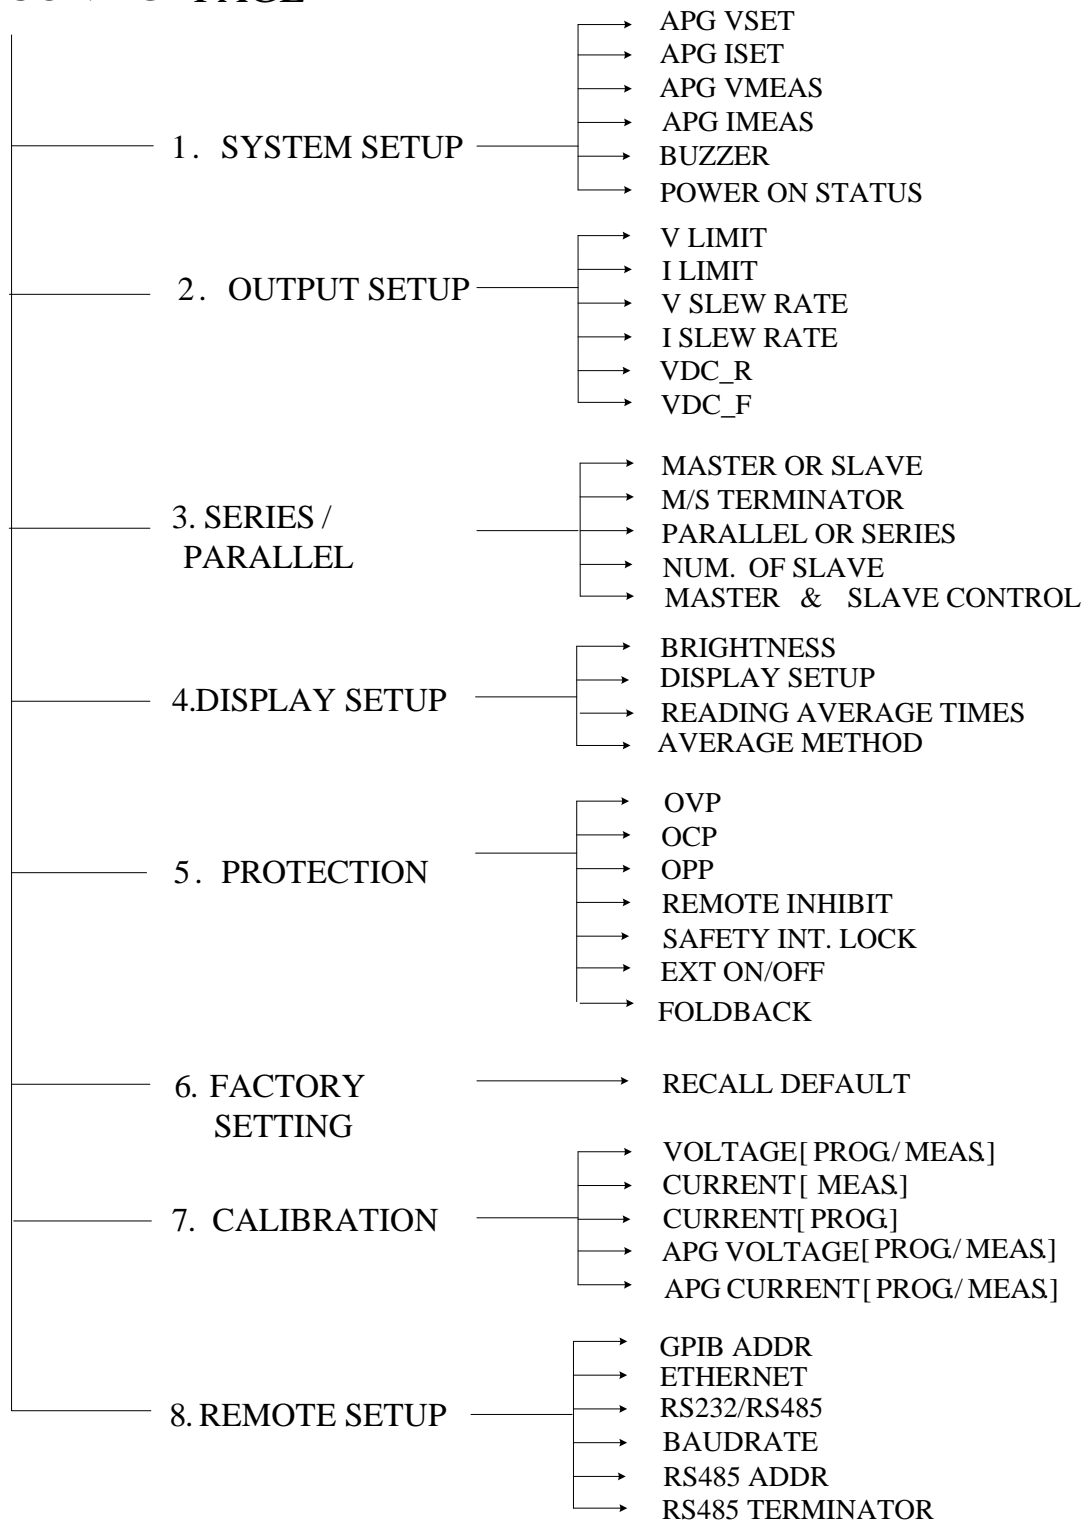 1. SYSTEM SETUP
APG VSET
APG ISET
APG VMEAS
APG IMEAS
BUZZER
POWER ON STATUS
2. OUTPUT SETUP
V LIMIT
I LIMIT
V SLEW RATE
I SLEW RATE
VDC_R
VDC_F
3. SERIES /
PARALLEL
MASTER OR SLAVE
M/S TERMINATOR
PARALLEL OR SERIES
NUM. OF SLAVE
MASTER & SLAVE CONTROL
4.DISPLAY SETUP
BRIGHTNESS
DISPLAY SETUP
READING AVERAGE TIMES
AVERAGE METHOD
5. PROTECTION
OVP
OCP
OPP
REMOTE INHIBIT
SAFETY INT. LOCK
EXT ON/OFF
FOLDBACK
6. FACTORY
SETTING
RECALL DEFAULT
7. CALIBRATION
VOLTAGE[ PROG./ MEAS.]
CURRENT[ MEAS.]
CURRENT[ PROG.]
APG VOLTAGE[ PROG./ MEAS.]
APG CURRENT[ PROG./ MEAS.]
8. REMOTE SETUP
GPIB ADDR
ETHERNET
RS232/RS485
BAUDRATE
RS485 ADDR
RS485 TERMINATOR